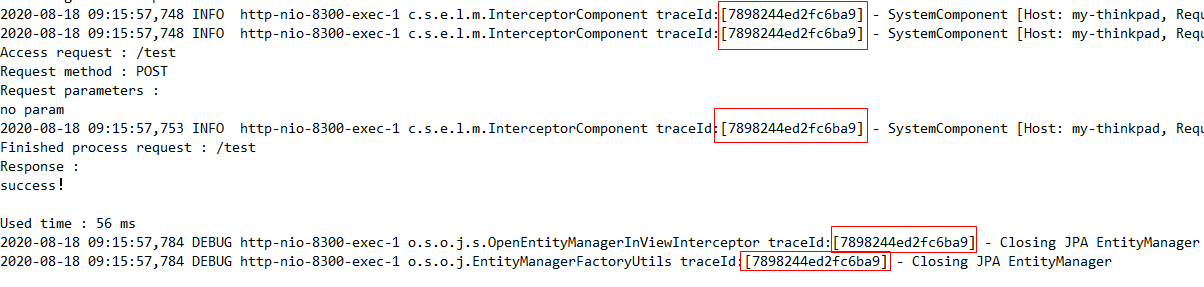 2020-08-18 09:15:57,748 INFO  http-nio-8300-exec-1 c.s.e.l.m.InterceptorComponent traceId:[7898244ed2fc6ba9] - SystemComponent [Host: my-thinkpad, Requ
2020-08-18 09:15:57,748 INFO  http-nio-8300-exec-1 c.s.e.l.m.InterceptorComponent traceId:[7898244ed2fc6ba9] - SystemComponent [Host: my-thinkpad, Requ
Access request : /test
Request method : POST
Request parameters :
no param
2020-08-18 09:15:57,753 INFO  http-nio-8300-exec-1 c.s.e.l.m.InterceptorComponent traceId:[7898244ed2fc6ba9] - SystemComponent [Host: my-thinkpad, Requ
Finished process request : /test
Response :
success!
Used time : 56 ms
2020-08-18 09:15:57,784 DEBUG http-nio-8300-exec-1 o.s.o.j.s.OpenEntityManagerInViewInterceptor traceId:[7898244ed2fc6ba9] - Closing JPA EntityManager
2020-08-18 09:15:57,784 DEBUG http-nio-8300-exec-1 o.s.o.j.EntityManagerFactoryUtils traceId:[7898244ed2fc6ba9] - Closing JPA EntityManager